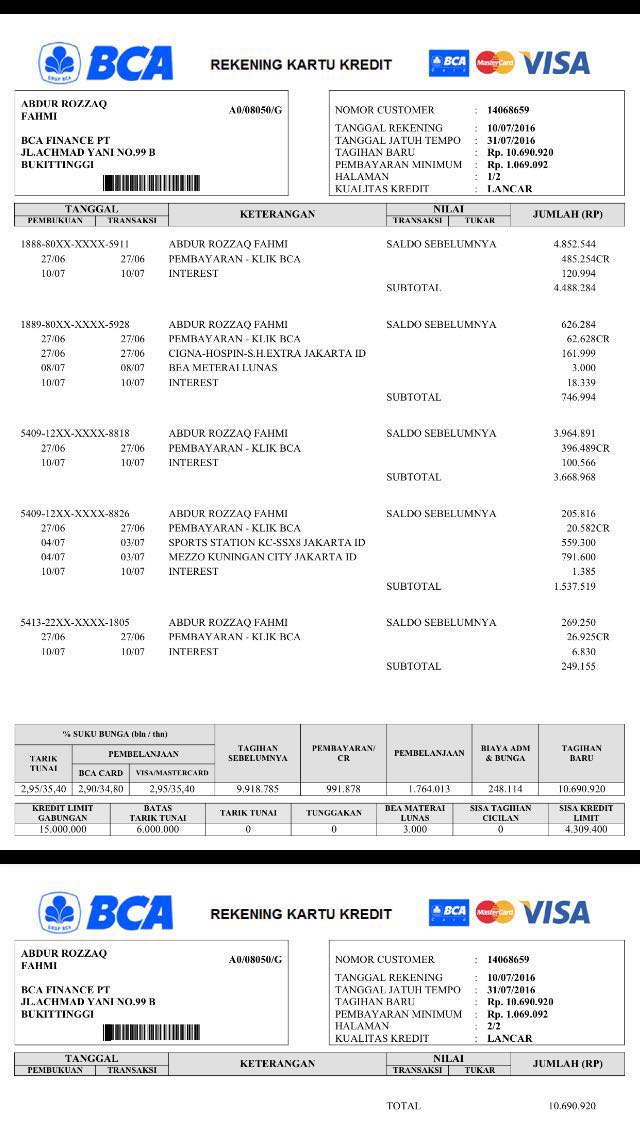 BCA REKENING KARTU KREDIT BCA Card MasterCard VISA
GRUP BCA
ABDUR ROZZAQ A0/08050/G
FAHMI
BCA FINANCE PT
JL.ACHMAD YANI NO.99 B
BUKITTINGGI
NOMOR CUSTOMER : 14068659
TANGGAL REKENING : 10/07/2016
TANGGAL JATUH TEMPO : 31/07/2016
TAGIHAN BARU : Rp. 10.690.920
PEMBAYARAN MINIMUM : Rp. 1.069.092
HALAMAN : 1/2
KUALITAS KREDIT : LANCAR
TANGGAL KETERANGAN NILAI JUMLAH (RP)
PEMBUKUAN TRANSAKSI TRANSAKSI TUKAR
1888-80XX-XXXX-5911 ABDUR ROZZAQ FAHMI SALDO SEBELUMNYA 4.852.544
27/06 27/06 PEMBAYARAN - KLIK BCA 485.254CR
10/07 10/07 INTEREST 120.994
SUBTOTAL 4.488.284
1889-80XX-XXXX-5928 ABDUR ROZZAQ FAHMI SALDO SEBELUMNYA 626.284
27/06 27/06 PEMBAYARAN - KLIK BCA 62.628CR
27/06 27/06 CIGNA-HOSPIN-S.H.EXTRA JAKARTA ID 161.999
08/07 08/07 BEA METERAI LUNAS 3.000
10/07 10/07 INTEREST 18.339
SUBTOTAL 746.994
5409-12XX-XXXX-8818 ABDUR ROZZAQ FAHMI SALDO SEBELUMNYA 3.964.891
27/06 27/06 PEMBAYARAN - KLIK BCA 396.489CR
10/07 10/07 INTEREST 100.566
SUBTOTAL 3.668.968
5409-12XX-XXXX-8826 ABDUR ROZZAQ FAHMI SALDO SEBELUMNYA 205.816
27/06 27/06 PEMBAYARAN - KLIK BCA 20.582CR
04/07 03/07 SPORTS STATION KC-SSX8 JAKARTA ID 559.300
04/07 03/07 MEZZO KUNINGAN CITY JAKARTA ID 791.600
10/07 10/07 INTEREST 1.385
SUBTOTAL 1.537.519
5413-22XX-XXXX-1805 ABDUR ROZZAQ FAHMI SALDO SEBELUMNYA 269.250
27/06 27/06 PEMBAYARAN - KLIK BCA 26.925CR
10/07 10/07 INTEREST 6.830
SUBTOTAL 249.155
% SUKU BUNGA (bln / thn) TAGIHAN SEBELUMNYA PEMBAYARAN/ CR PEMBELANJAAN BIAYA ADM & BUNGA TAGIHAN BARU
TARIK TUNAI PEMBELANJAAN
BCA CARD VISA/MASTERCARD
2,95/35,40 2,90/34,80 2,95/35,40 9.918.785 991.878 1.764.013 248.114 10.690.920
KREDIT LIMIT GABUNGAN BATAS TARIK TUNAI TARIK TUNAI TUNGGAKAN BEA MATERAI LUNAS SISA TAGIHAN CICILAN SISA KREDIT LIMIT
15.000.000 6.000.000 0 0 3.000 0 4.309.400
BCA REKENING KARTU KREDIT BCA Card MasterCard VISA
GRUP BCA
ABDUR ROZZAQ A0/08050/G
FAHMI
BCA FINANCE PT
JL.ACHMAD YANI NO.99 B
BUKITTINGGI
NOMOR CUSTOMER : 14068659
TANGGAL REKENING : 10/07/2016
TANGGAL JATUH TEMPO : 31/07/2016
TAGIHAN BARU : Rp. 10.690.920
PEMBAYARAN MINIMUM : Rp. 1.069.092
HALAMAN : 2/2
KUALITAS KREDIT : LANCAR
TANGGAL KETERANGAN NILAI JUMLAH (RP)
PEMBUKUAN TRANSAKSI TRANSAKSI TUKAR
TOTAL 10.690.920